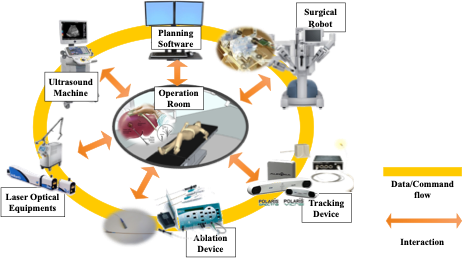 Planning
Software
Surgical
Robot
Ultrasound
Machine
Operation
Room
Laser Optical
Equipments
Ablation
Device
POLARIS
POLARIS
Tracking
Device
Data/Command
flow
Interaction